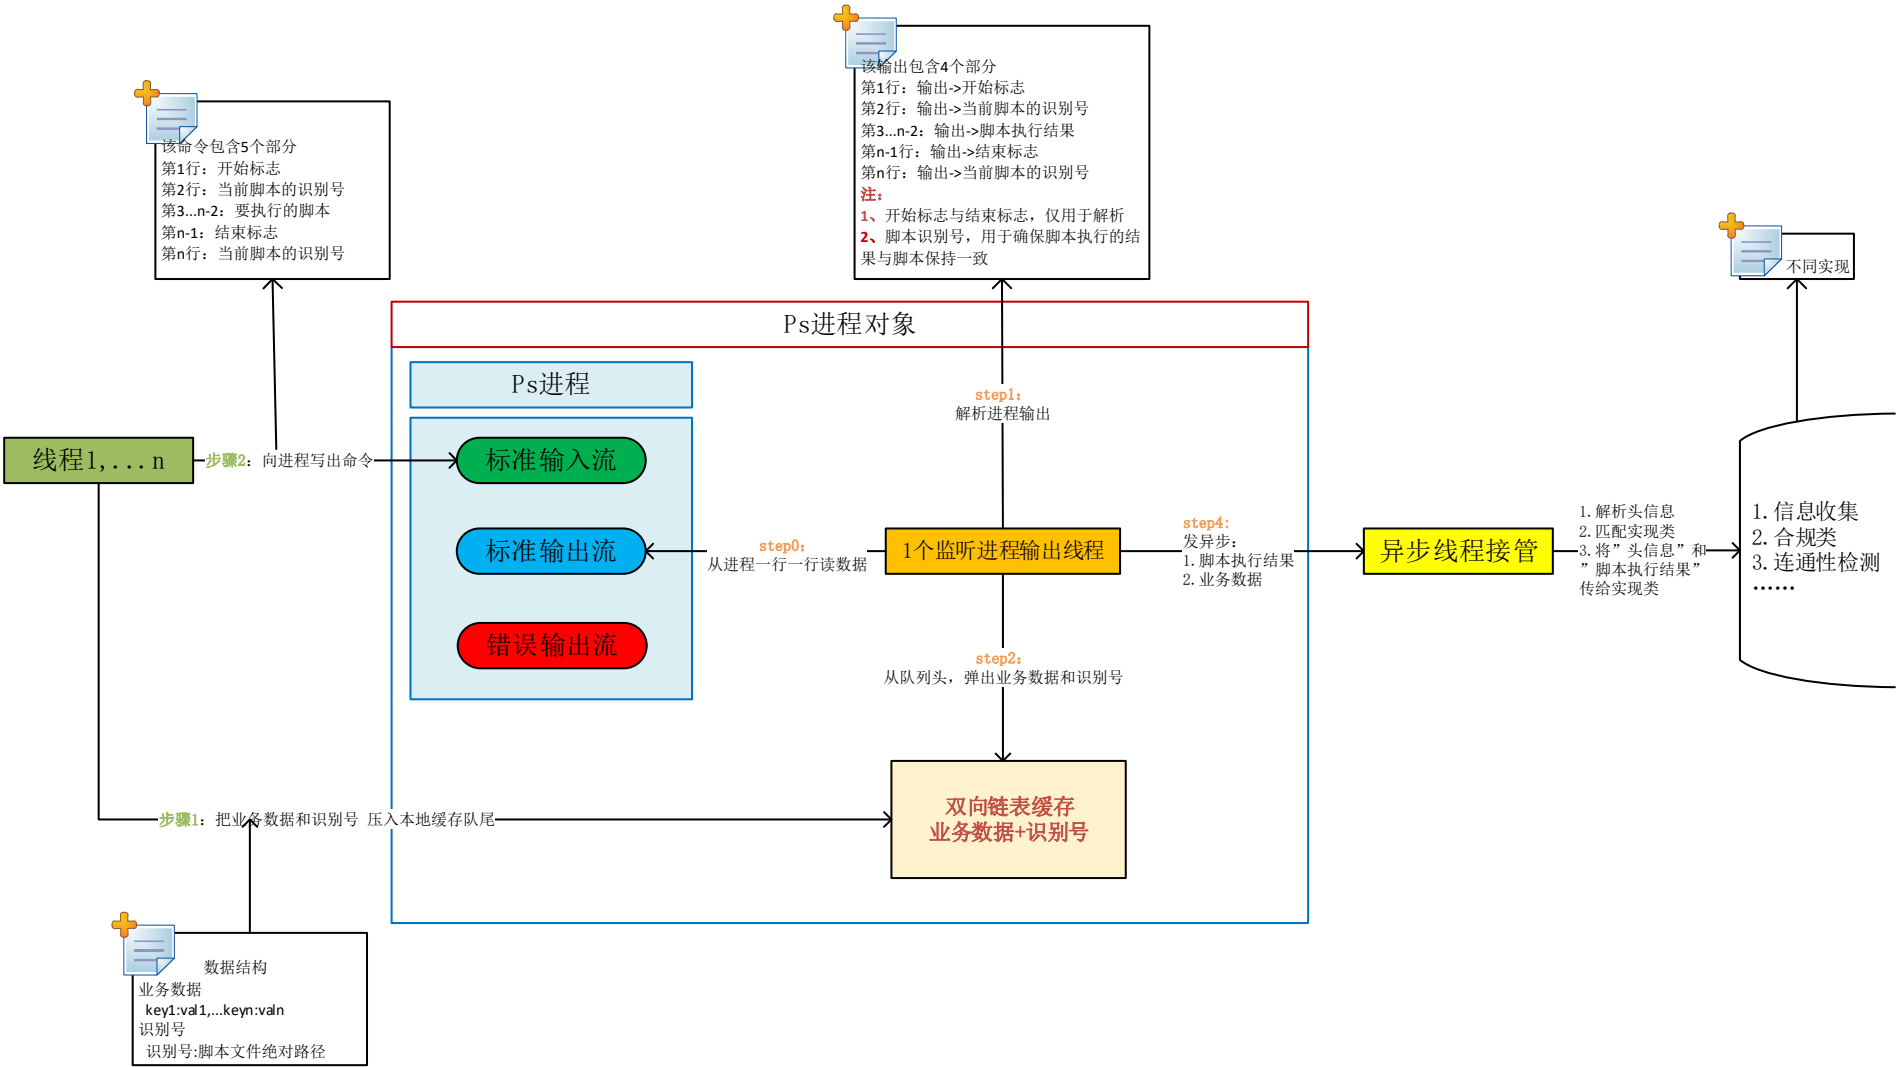 该输出包含4个部分
第1行：输出->开始标志
第2行：输出->当前脚本的识别号
第3...n-2：输出->脚本执行结果
第n-1行：输出->结束标志
第n行：输出->当前脚本的识别号
注：
1、开始标志与结束标志，仅用于解析
2、脚本识别号，用于确保脚本执行的结
果与脚本保持一致
该命令包含5个部分
第1行：开始标志
第2行：当前脚本的识别号
第3...n-2：要执行的脚本
第n-1：结束标志
第n行：当前脚本的识别号
不同实现
Ps进程对象
Ps进程
step1：
解析进程输出
线程1,...n
步骤2：向进程写出命令
标准输入流
标准输出流
错误输出流
step0：
从进程一行一行读数据
1个监听进程输出线程
step4:
发异步：
1.脚本执行结果
2.业务数据
异步线程接管
1.解析头信息
2.匹配实现类
3.将”头信息”和
”脚本执行结果”
传给实现类
1.信息收集
2.合规类
3.连通性检测
……
step2：
从队列头，弹出业务数据和识别号
双向链表缓存
业务数据+识别号
步骤1：把业务数据和识别号 压入本地缓存队尾
数据结构
业务数据
key1:val1,...keyn:valn
识别号
识别号:脚本文件绝对路径